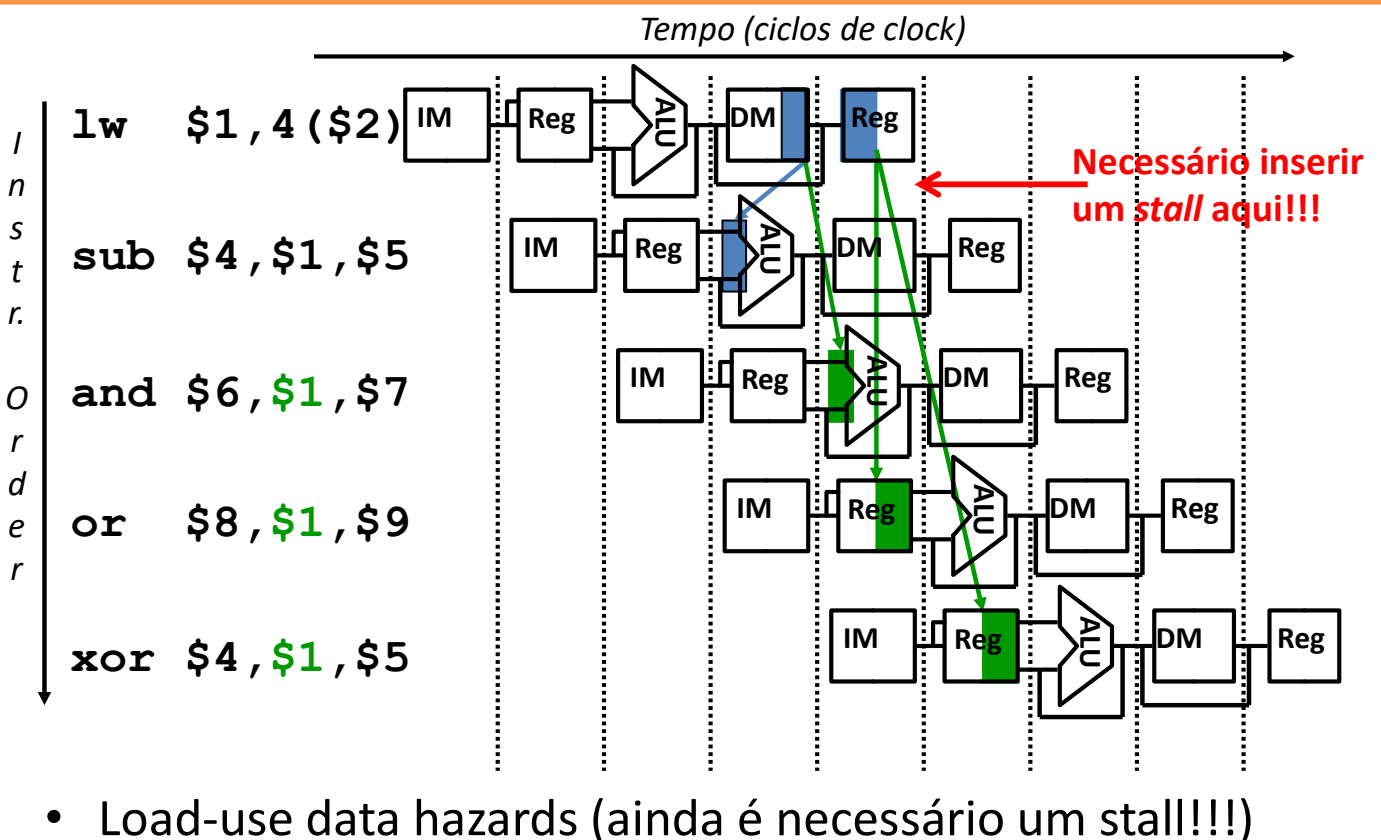 Tempo (ciclos de clock)
Instr. Order
lw $1,4($2) IM Reg ALU DM Reg
Necessário inserir
um stall aqui!!!
sub $4,$1,$5 IM Reg ALU DM Reg
and $6,$1,$7 IM Reg ALU DM Reg
or $8,$1,$9 IM Reg ALU DM Reg
xor $4,$1,$5 IM Reg ALU DM Reg
• Load-use data hazards (ainda é necessário um stall!!!)